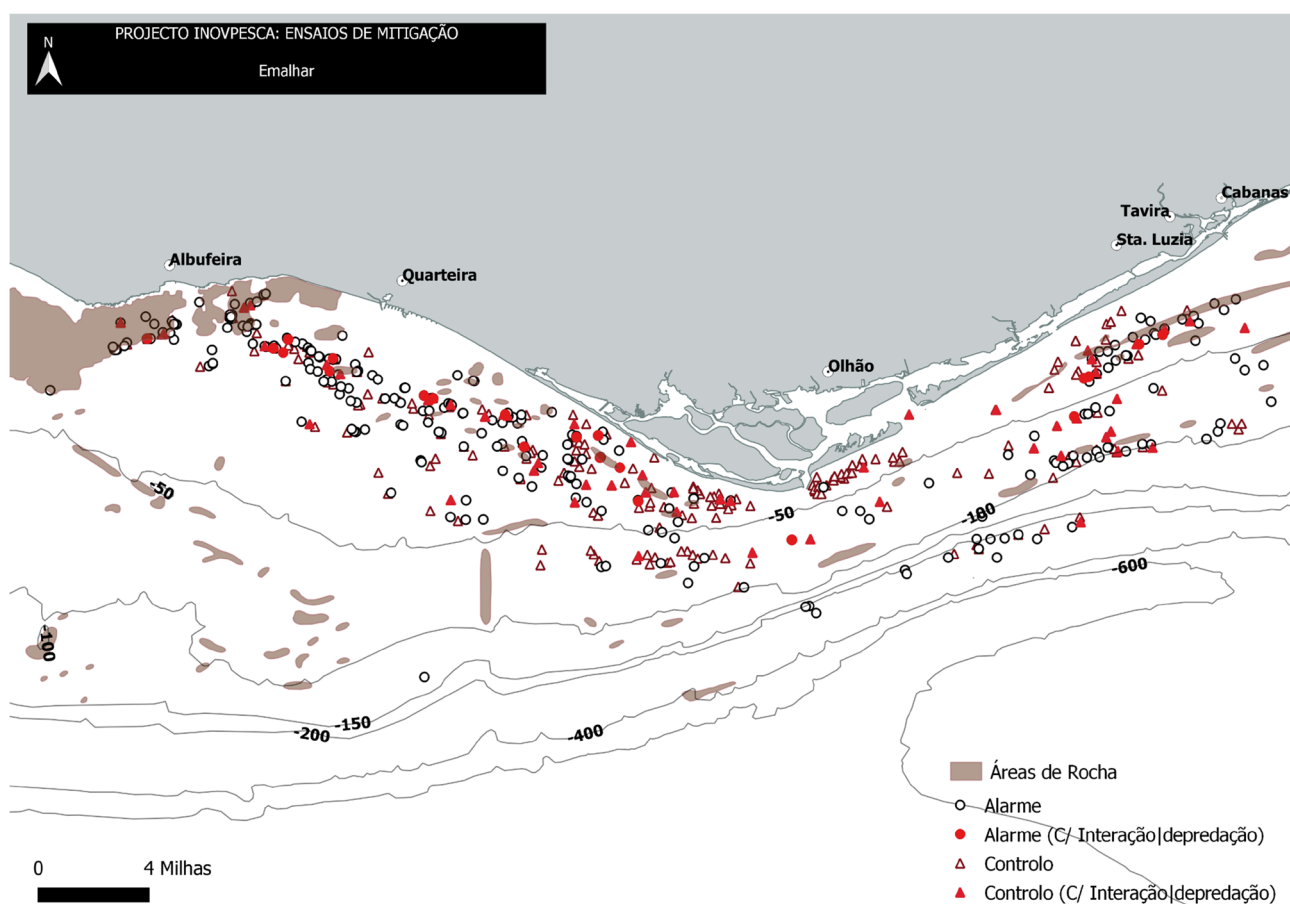 PROJECTO INOVPESCA: ENSAIOS DE MITIGAÇÃO
N
Emalhar
Cabanas
Tavira
Sta. Luzia
Albufeira
Quarteira
Olhão
-50
-50
-100
-600
-100
-150
-200
-400
Áreas de Rocha
Alarme
Alarme (C/ Interação|depredação)
Controlo
Controlo (C/ Interação|depredação)
0 4 Milhas